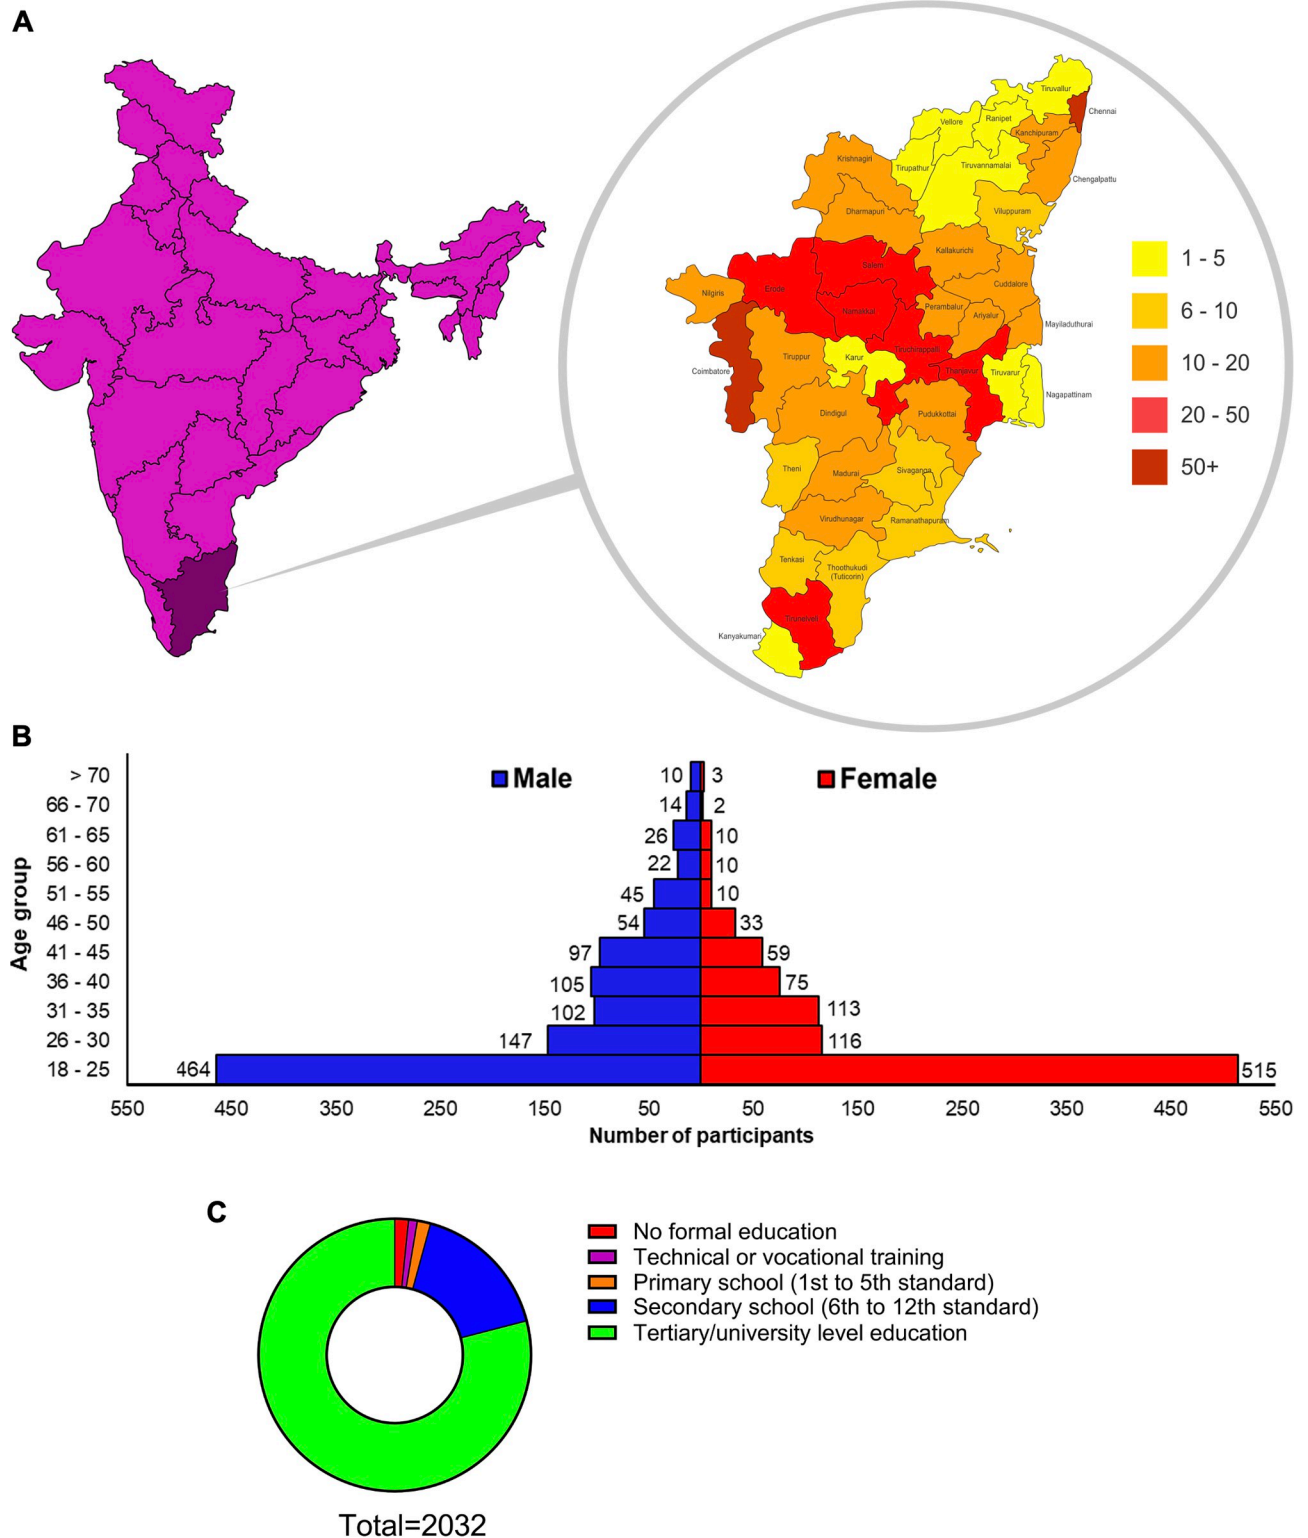 A
Tiruvallur
Chennai
Vellore
Ranipet
Kanchipuram
Krishnagiri
Tirupathur
Tiruvannamalai
Chengalpattu
Dharmapuri
Viluppuram
Kallakurichi
Salem
Nilgiris
Erode
Cuddalore
Namakkal
Perambalur
Ariyalur
Mayiladuthurai
Tiruppur
Karur
Tiruchirappalli
Coimbatore
Thanjavur
Tiruvarur
Nagapattinam
Dindigul
Pudukkottai
Theni
Madurai
Sivaganga
Virudhunagar
Ramanathapuram
Tenkasi
Thoothukudi
(Tuticorin)
Tirunelveli
Kanyakumari
1 - 5
6 - 10
10 - 20
20 - 50
50+
B
Male
Female
Age group
> 70 10 3
66 - 70 14 2
61 - 65 26 10
56 - 60 22 10
51 - 55 45 10
46 - 50 54 33
41 - 45 97 59
36 - 40 105 75
31 - 35 102 113
26 - 30 147 116
18 - 25 464 515
550 450 350 250 150 50 50 150 250 350 450 550
Number of participants
C
No formal education
Technical or vocational training
Primary school (1st to 5th standard)
Secondary school (6th to 12th standard)
Tertiary/university level education
Total=2032